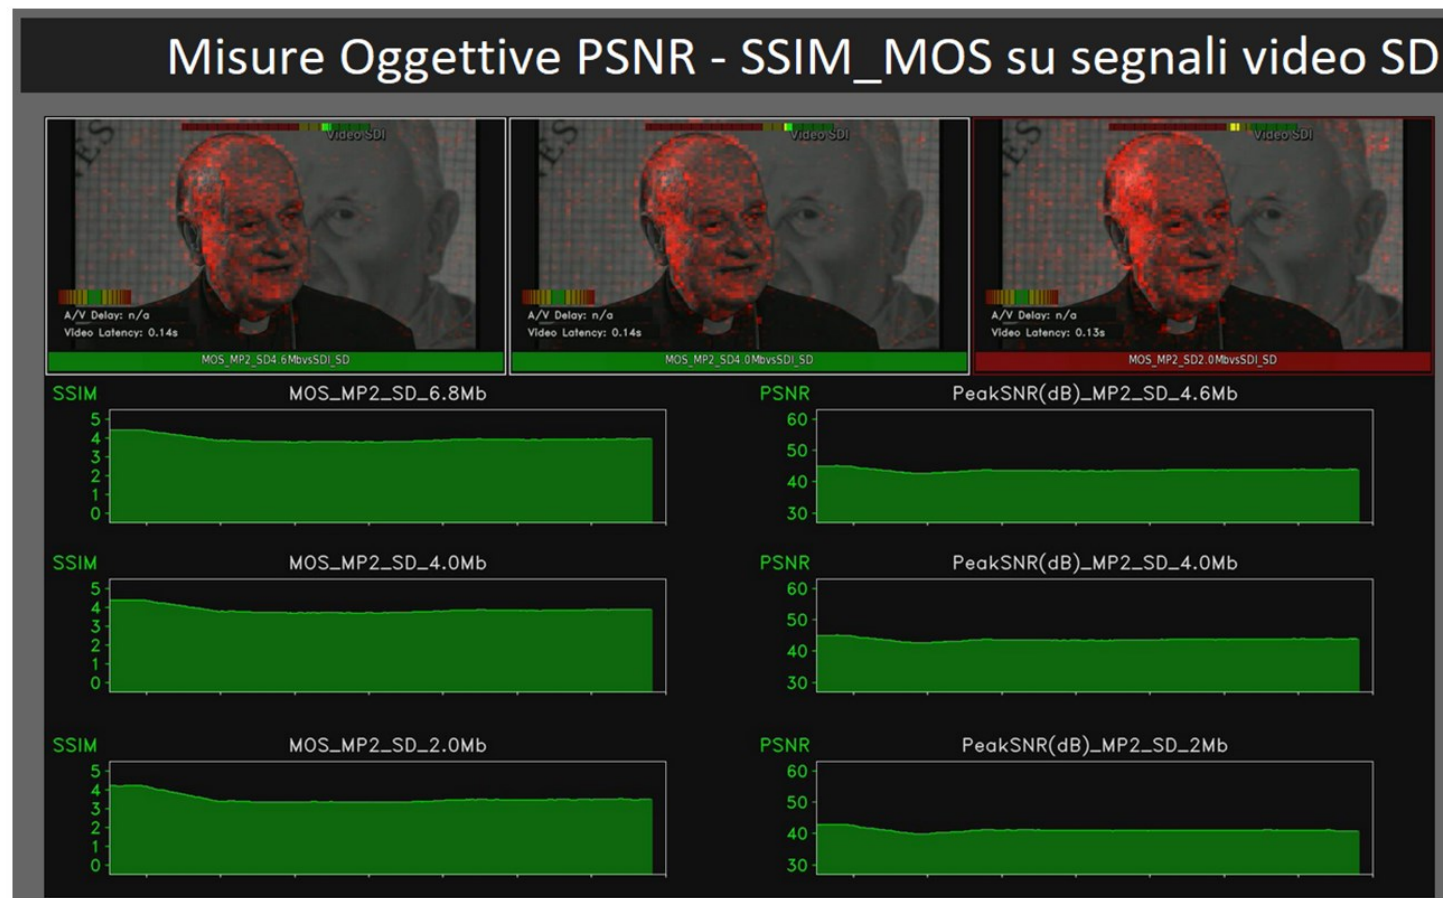 Misure Oggettive PSNR - SSIM_MOS su segnali video SD
ES
Video SDI
A/V Delay: n/a
Video Latency: 0.14s
MOS_MP2_SD4.6MbvsSDI_SD
ES
Video SDI
A/V Delay: n/a
Video Latency: 0.14s
MOS_MP2_SD4.0MbvsSDI_SD
ES
Video SDI
A/V Delay: n/a
Video Latency: 0.13s
MOS_MP2_SD2.0MbvsSDI_SD
SSIM MOS_MP2_SD_6.8Mb
5
4
3
2
1
0
PSNR PeakSNR(dB)_MP2_SD_4.6Mb
60
50
40
30
SSIM MOS_MP2_SD_4.0Mb
5
4
3
2
1
0
PSNR PeakSNR(dB)_MP2_SD_4.0Mb
60
50
40
30
SSIM MOS_MP2_SD_2.0Mb
5
4
3
2
1
0
PSNR PeakSNR(dB)_MP2_SD_2Mb
60
50
40
30